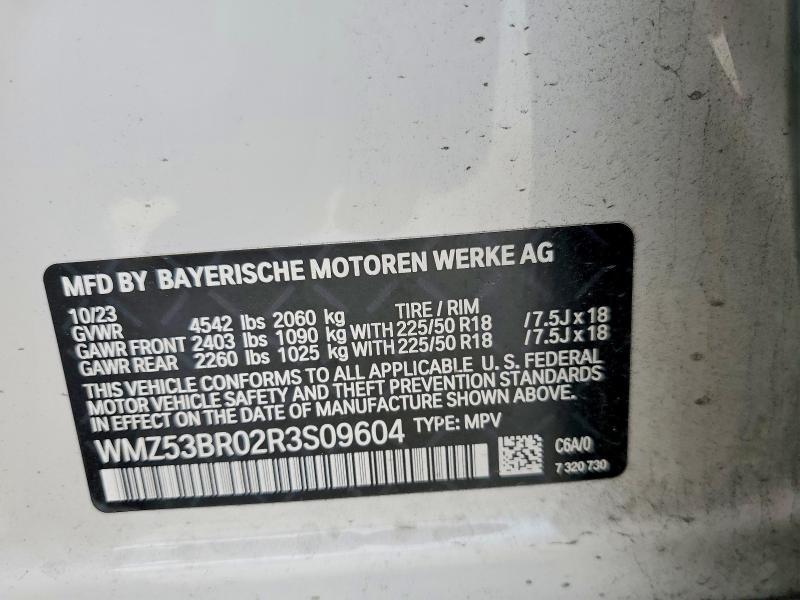 MFD BY BAYERISCHE MOTOREN WERKE AG
10/23 TIRE / RIM
GVWR 4542 lbs 2060 kg
GAWR FRONT 2403 lbs 1090 kg WITH 225/50 R18 /7.5J x 18
GAWR REAR 2260 lbs 1025 kg WITH 225/50 R18 /7.5J x 18
THIS VEHICLE CONFORMS TO ALL APPLICABLE U.S. FEDERAL
MOTOR VEHICLE SAFETY AND THEFT PREVENTION STANDARDS
IN EFFECT ON THE DATE OF MANUFACTURE SHOWN ABOVE.
WMZ53BR02R3S09604 TYPE: MPV
C6A/0
7 320 730